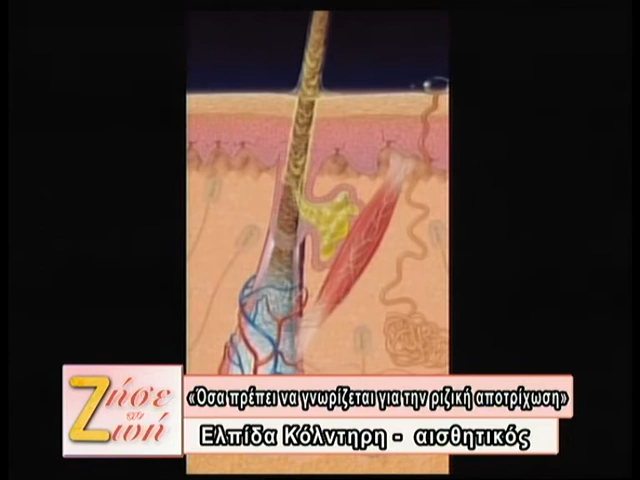 Ζήσε
τη
Ζωή
«Όσα πρέπει να γνωρίζεται για την ριζική αποτρίχωση»
Ελπίδα Κόλντηρη - αισθητικός